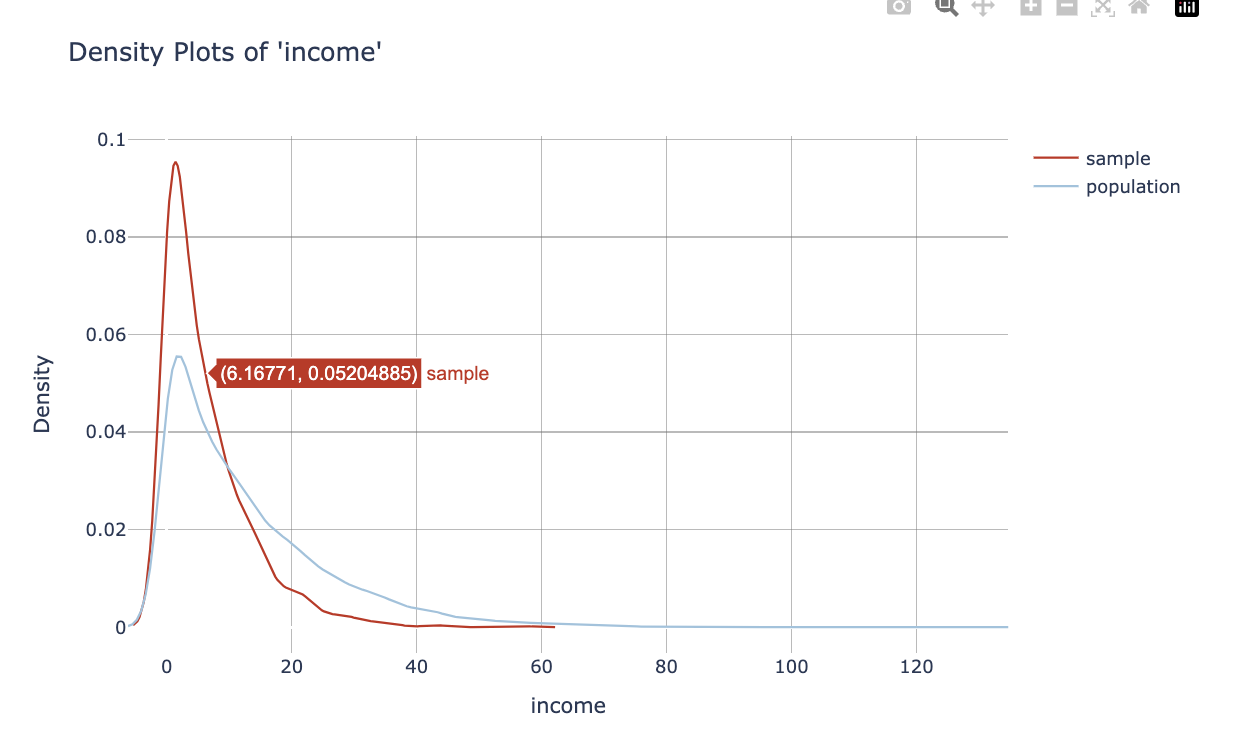 Density Plots of 'income'
0.1
0.08
0.06
0.04
0.02
0
Density
(6.16771, 0.05204885) sample
sample
population
0 20 40 60 80 100 120
income